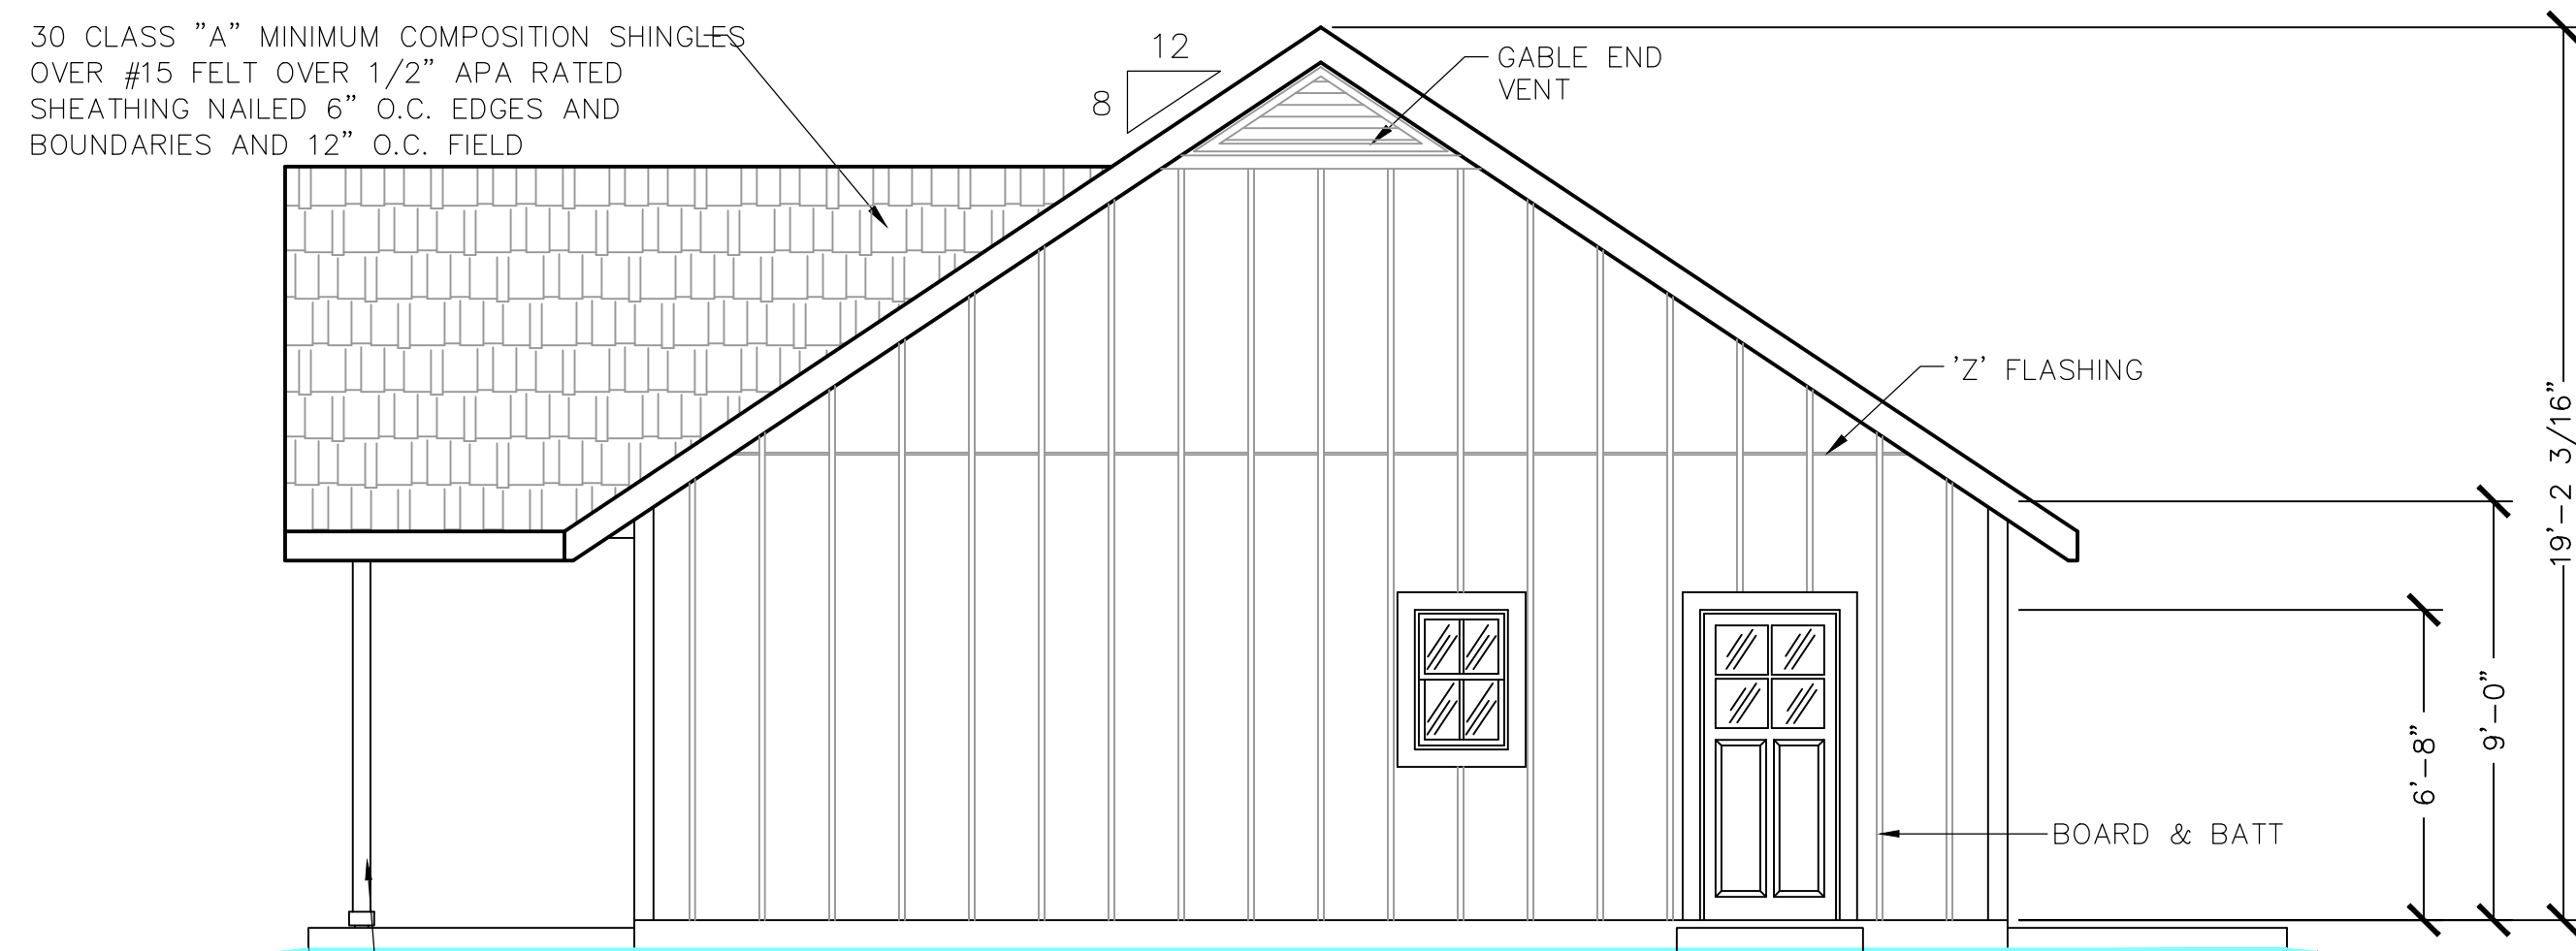 30 CLASS "A" MINIMUM COMPOSITION SHINGLES
OVER #15 FELT OVER 1/2" APA RATED
SHEATHING NAILED 6" O.C. EDGES AND
BOUNDARIES AND 12" O.C. FIELD
12
8
GABLE END
VENT
'Z' FLASHING
19'-2 3/16"
9'-0"
6'-8"
BOARD & BATT